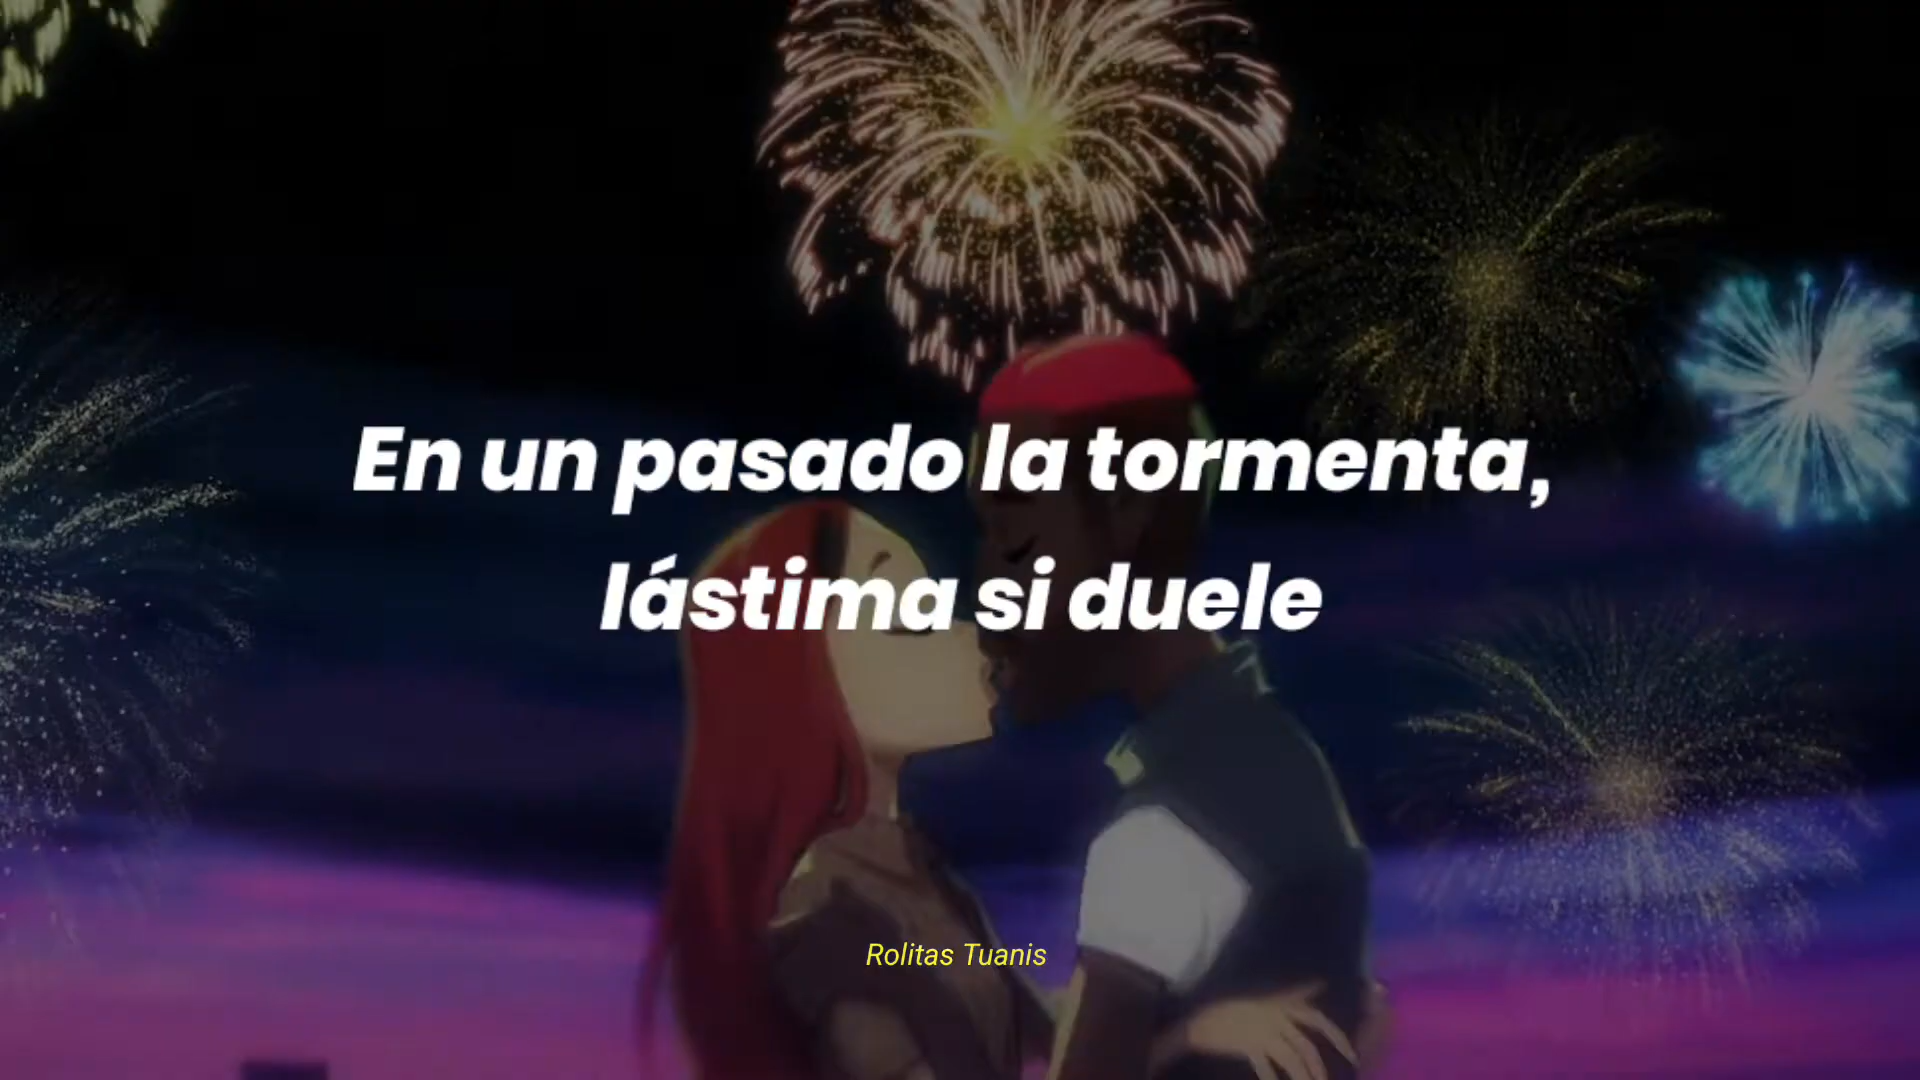 En un pasado la tormenta,
lástima si duele
Rolitas Tuanis